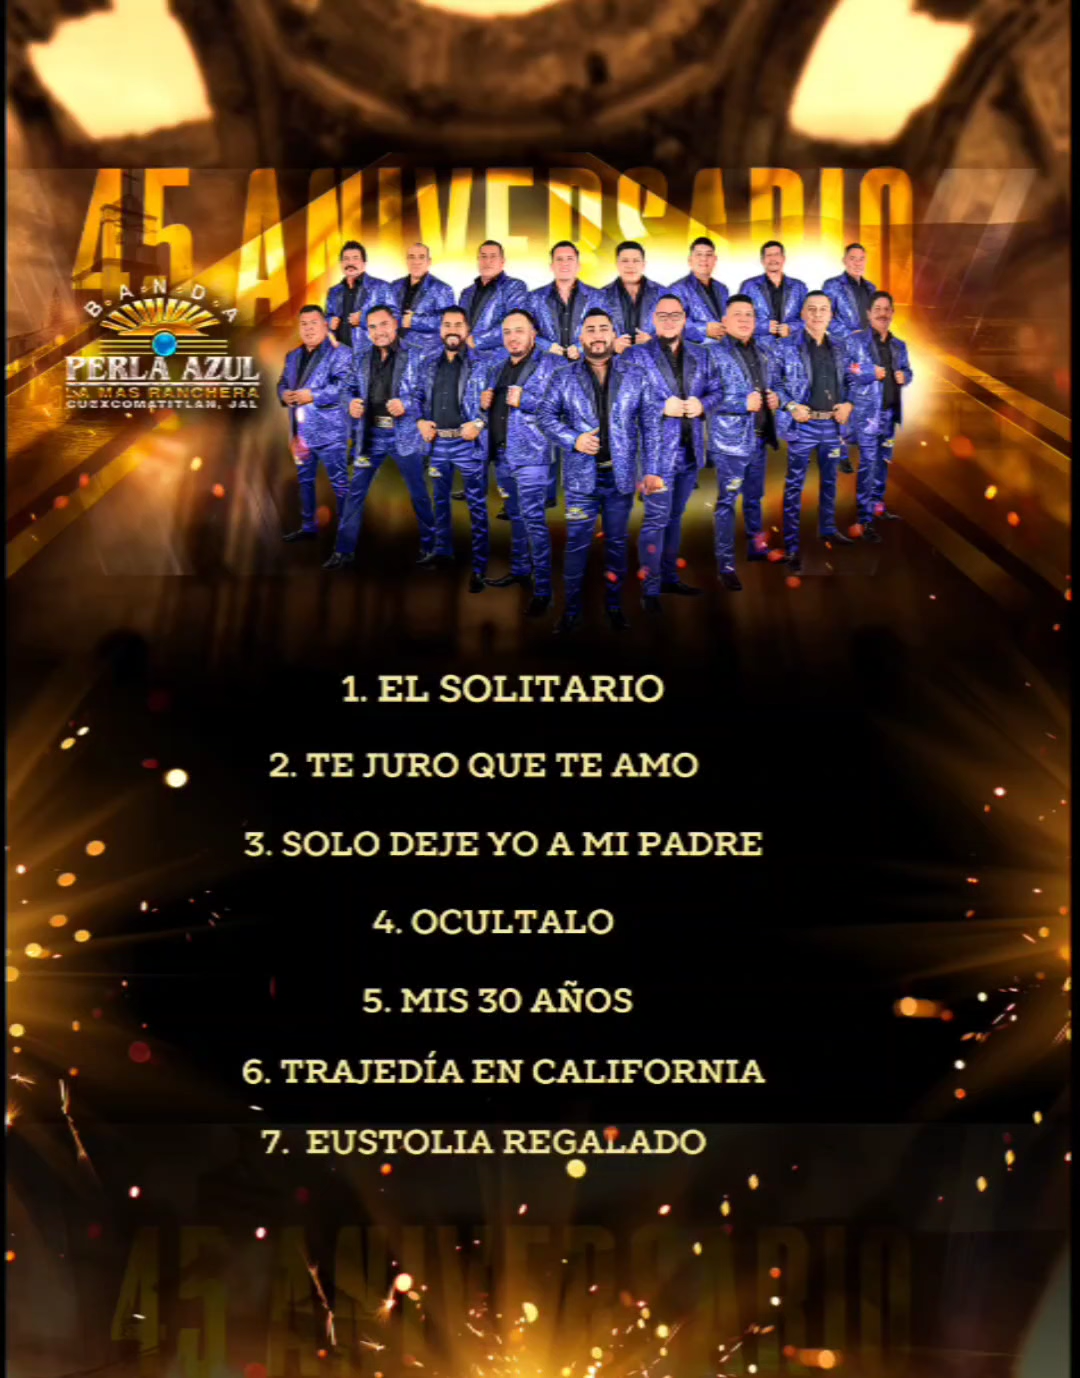 45 ANIVERSARIO
BANDA
PERLA AZUL
LA MAS RANCHERA
CUEXCOMATITLAN, JAL
1. EL SOLITARIO
2. TE JURO QUE TE AMO
3. SOLO DEJE YO A MI PADRE
4. OCULTALO
5. MIS 30 AÑOS
6. TRAJEDÍA EN CALIFORNIA
7. EUSTOLIA REGALADO
45 ANIVERSARIO